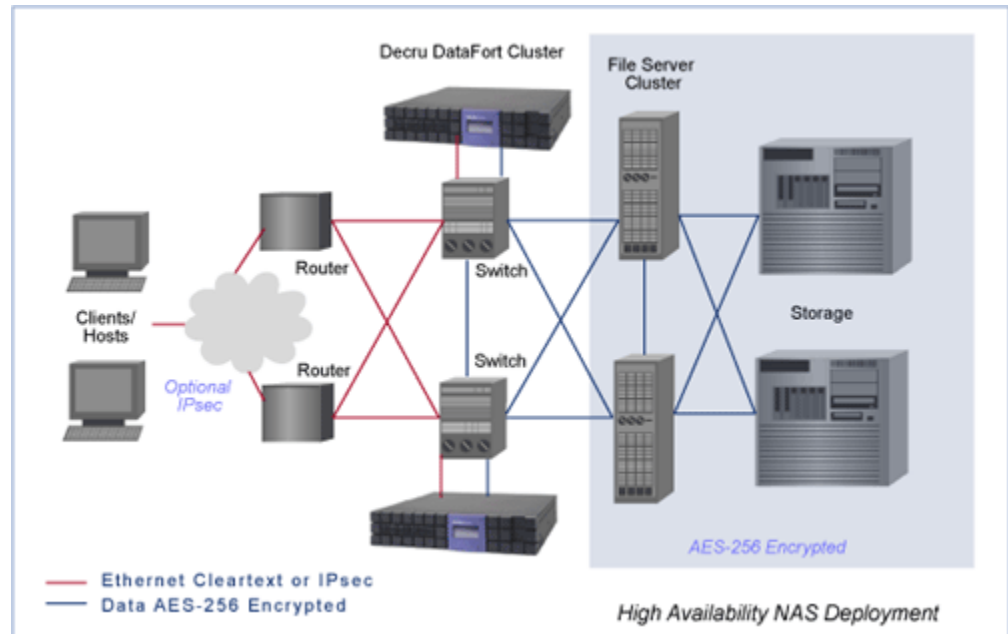 Decru DataFort Cluster
File Server
Cluster
Router
Switch
Clients/
Hosts
Storage
Switch
Router
Optional
IPsec
AES-256 Encrypted
Ethernet Cleartext or IPsec
Data AES-256 Encrypted
High Availability NAS Deployment